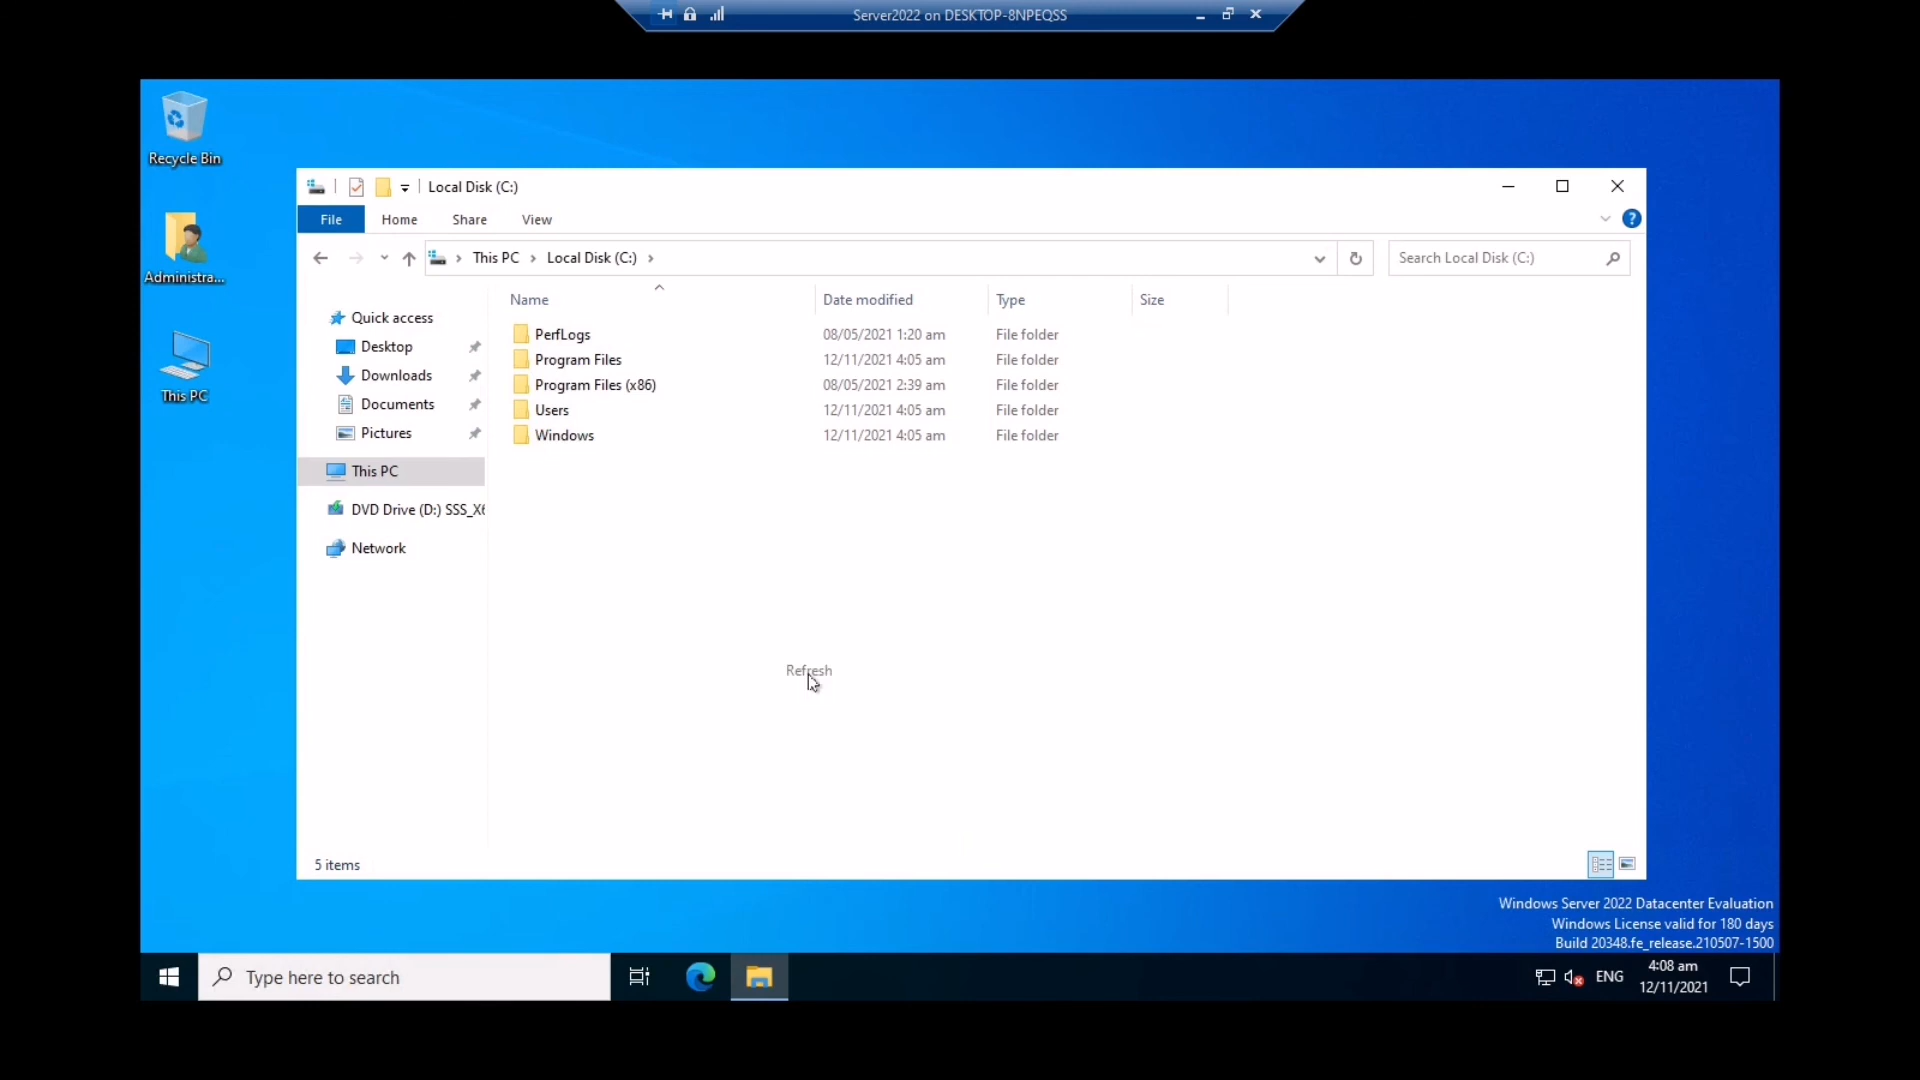 Server2022 on DESKTOP-8NPEQSS
Recycle Bin
Administra...
This PC
Local Disk (C:)
File Home Share View
This PC Local Disk (C:)
Search Local Disk (C:)
Name Date modified Type Size
Quick access
Desktop
Downloads
Documents
Pictures
This PC
DVD Drive (D:) SSS_X6
Network
PerfLogs 08/05/2021 1:20 am File folder
Program Files 12/11/2021 4:05 am File folder
Program Files (x86) 08/05/2021 2:39 am File folder
Users 12/11/2021 4:05 am File folder
Windows 12/11/2021 4:05 am File folder
Refresh
5 items
Windows Server 2022 Datacenter Evaluation
Windows License valid for 180 days
Build 20348.fe_release.210507-1500
Type here to search
ENG
4:08 am
12/11/2021